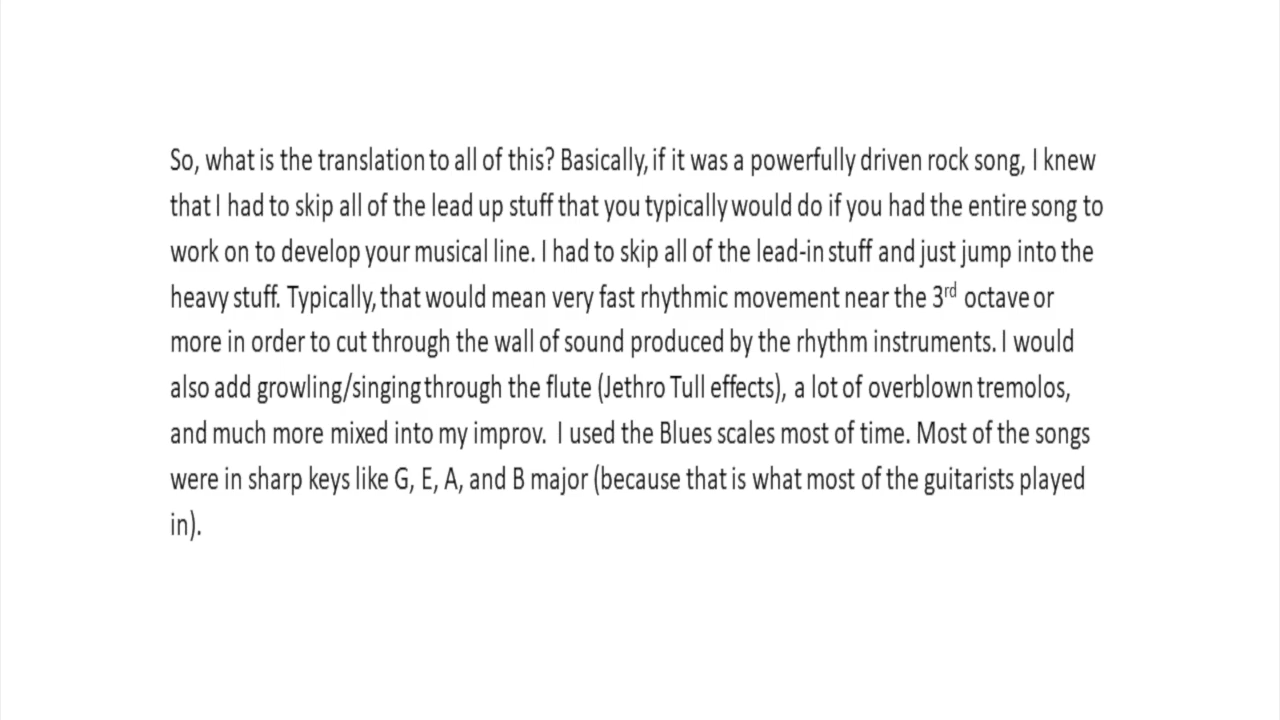 So, what is the translation to all of this? Basically, if it was a powerfully driven rock song, I knew
that I had to skip all of the lead up stuff that you typically would do if you had the entire song to
work on to develop your musical line. I had to skip all of the lead-in stuff and just jump into the
heavy stuff. Typically, that would mean very fast rhythmic movement near the 3rd octave or
more in order to cut through the wall of sound produced by the rhythm instruments. I would
also add growling/singing through the flute (Jethro Tull effects), a lot of overblown tremolos,
and much more mixed into my improv. I used the Blues scales most of time. Most of the songs
were in sharp keys like G, E, A, and B major (because that is what most of the guitarists played
in).